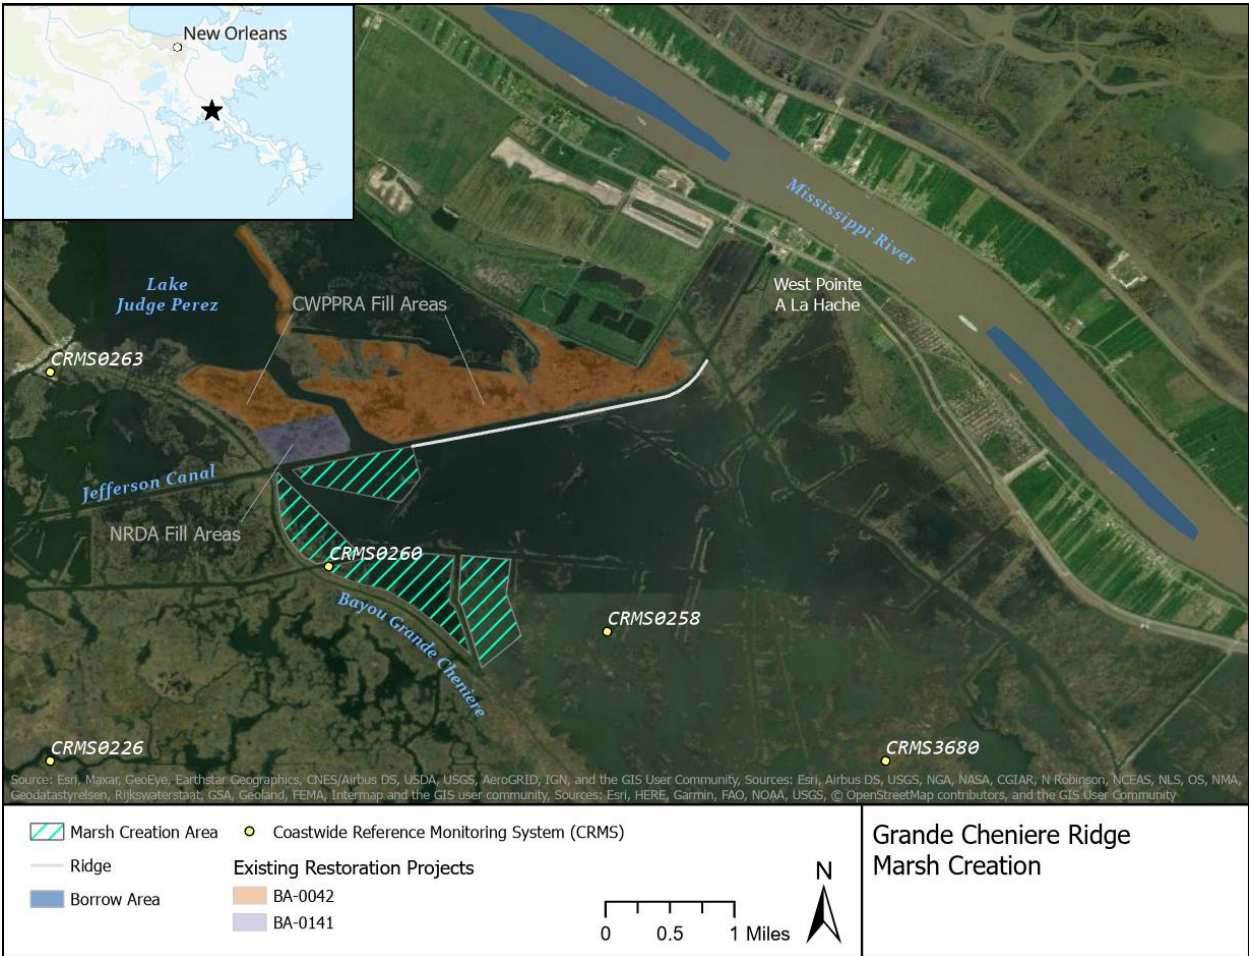 New Orleans
Mississippi River
Lake
Judge Perez
CWPPRA Fill Areas
West Pointe
A La Hache
CRMS0263
Jefferson Canal
NRDA Fill Areas
CRMS0260
Bayou Grande Cheniere
CRMS0258
CRMS0226
CRMS3680
Source: Esri, Maxar, GeoEye, Earthstar Geographics, CNES/Airbus DS, USDA, USGS, AeroGRID, IGN, and the GIS User Community, Sources: Esri, Airbus DS, USGS, NGA, NASA, CGIAR, N Robinson, NCEAS, NLS, OS, NMA,
Geodatastyrelsen, Rijkswaterstaat, GSA, Geoland, FEMA, Intermap and the GIS user community, Sources: Esri, HERE, Garmin, FAO, NOAA, USGS, © OpenStreetMap contributors, and the GIS User Community
Marsh Creation Area
Coastwide Reference Monitoring System (CRMS)
Ridge
Borrow Area
Existing Restoration Projects
BA-0042
BA-0141
0 0.5 1 Miles
N
Grande Cheniere Ridge
Marsh Creation